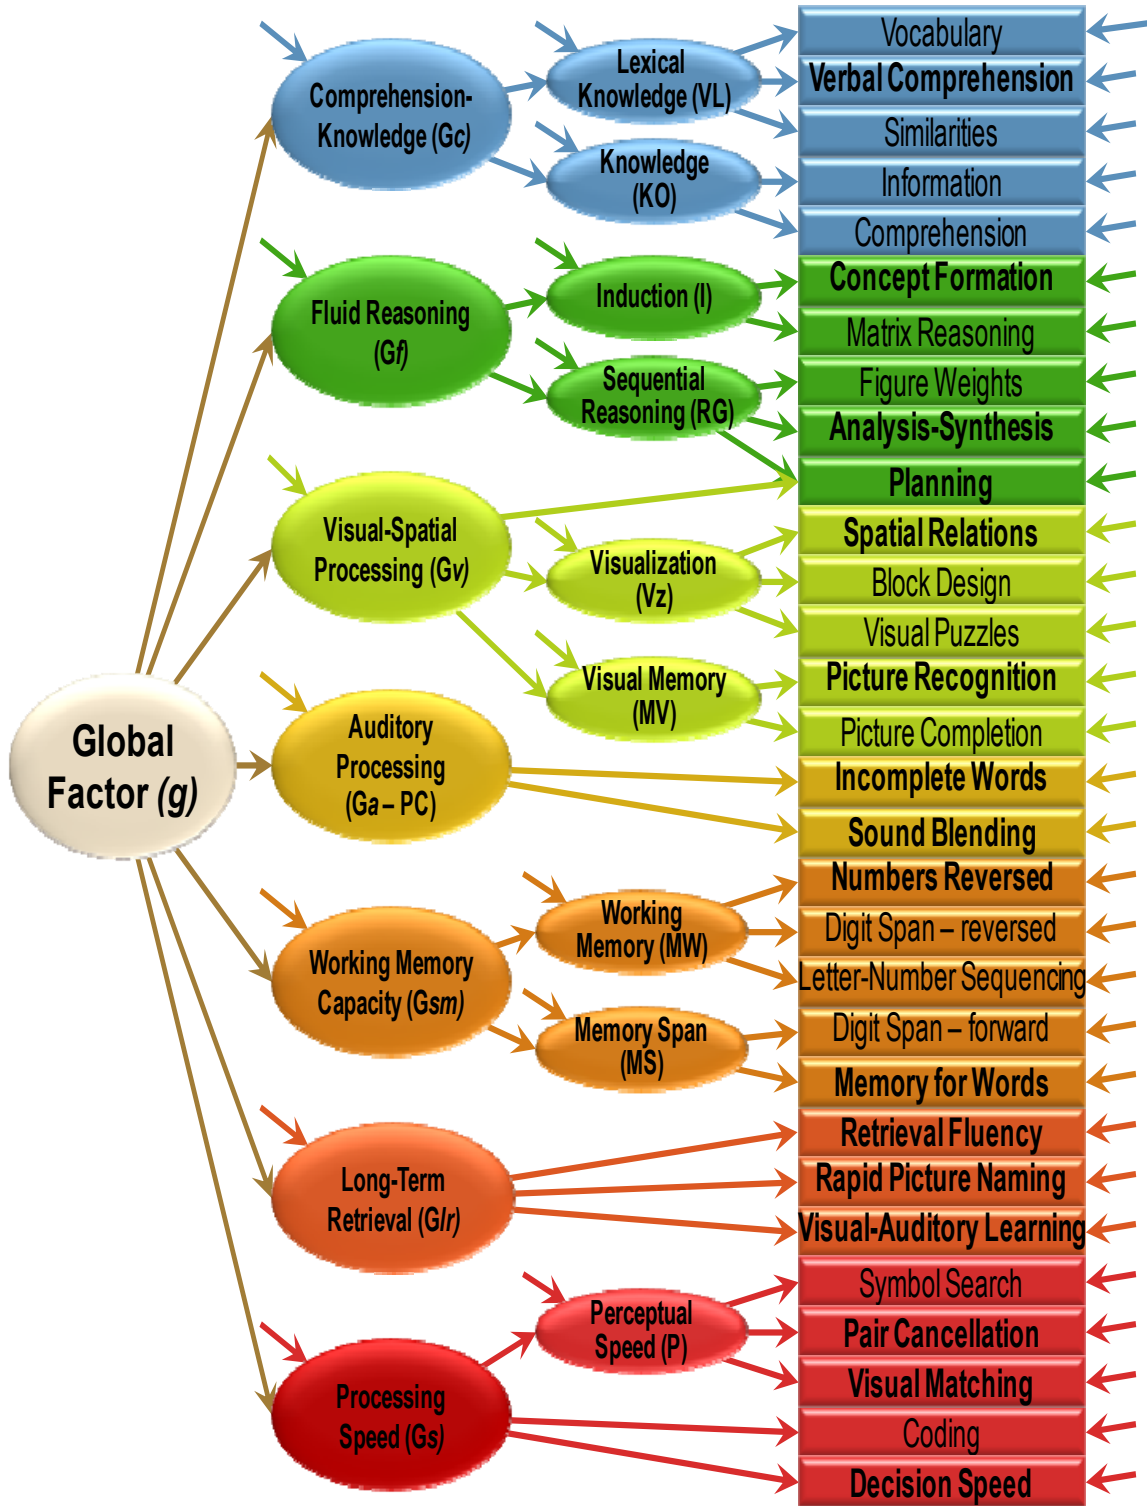 Global
Factor (g)
Comprehension-
Knowledge (Gc)
Fluid Reasoning
(Gf)
Visual-Spatial
Processing (Gv)
Auditory
Processing
(Ga – PC)
Working Memory
Capacity (Gsm)
Long-Term
Retrieval (Glr)
Processing
Speed (Gs)
Lexical
Knowledge (VL)
Knowledge
(KO)
Induction (I)
Sequential
Reasoning (RG)
Visualization
(Vz)
Visual Memory
(MV)
Working
Memory (MW)
Memory Span
(MS)
Perceptual
Speed (P)
Vocabulary
Verbal Comprehension
Similarities
Information
Comprehension
Concept Formation
Matrix Reasoning
Figure Weights
Analysis-Synthesis
Planning
Spatial Relations
Block Design
Visual Puzzles
Picture Recognition
Picture Completion
Incomplete Words
Sound Blending
Numbers Reversed
Digit Span – reversed
Letter-Number Sequencing
Digit Span – forward
Memory for Words
Retrieval Fluency
Rapid Picture Naming
Visual-Auditory Learning
Symbol Search
Pair Cancellation
Visual Matching
Coding
Decision Speed